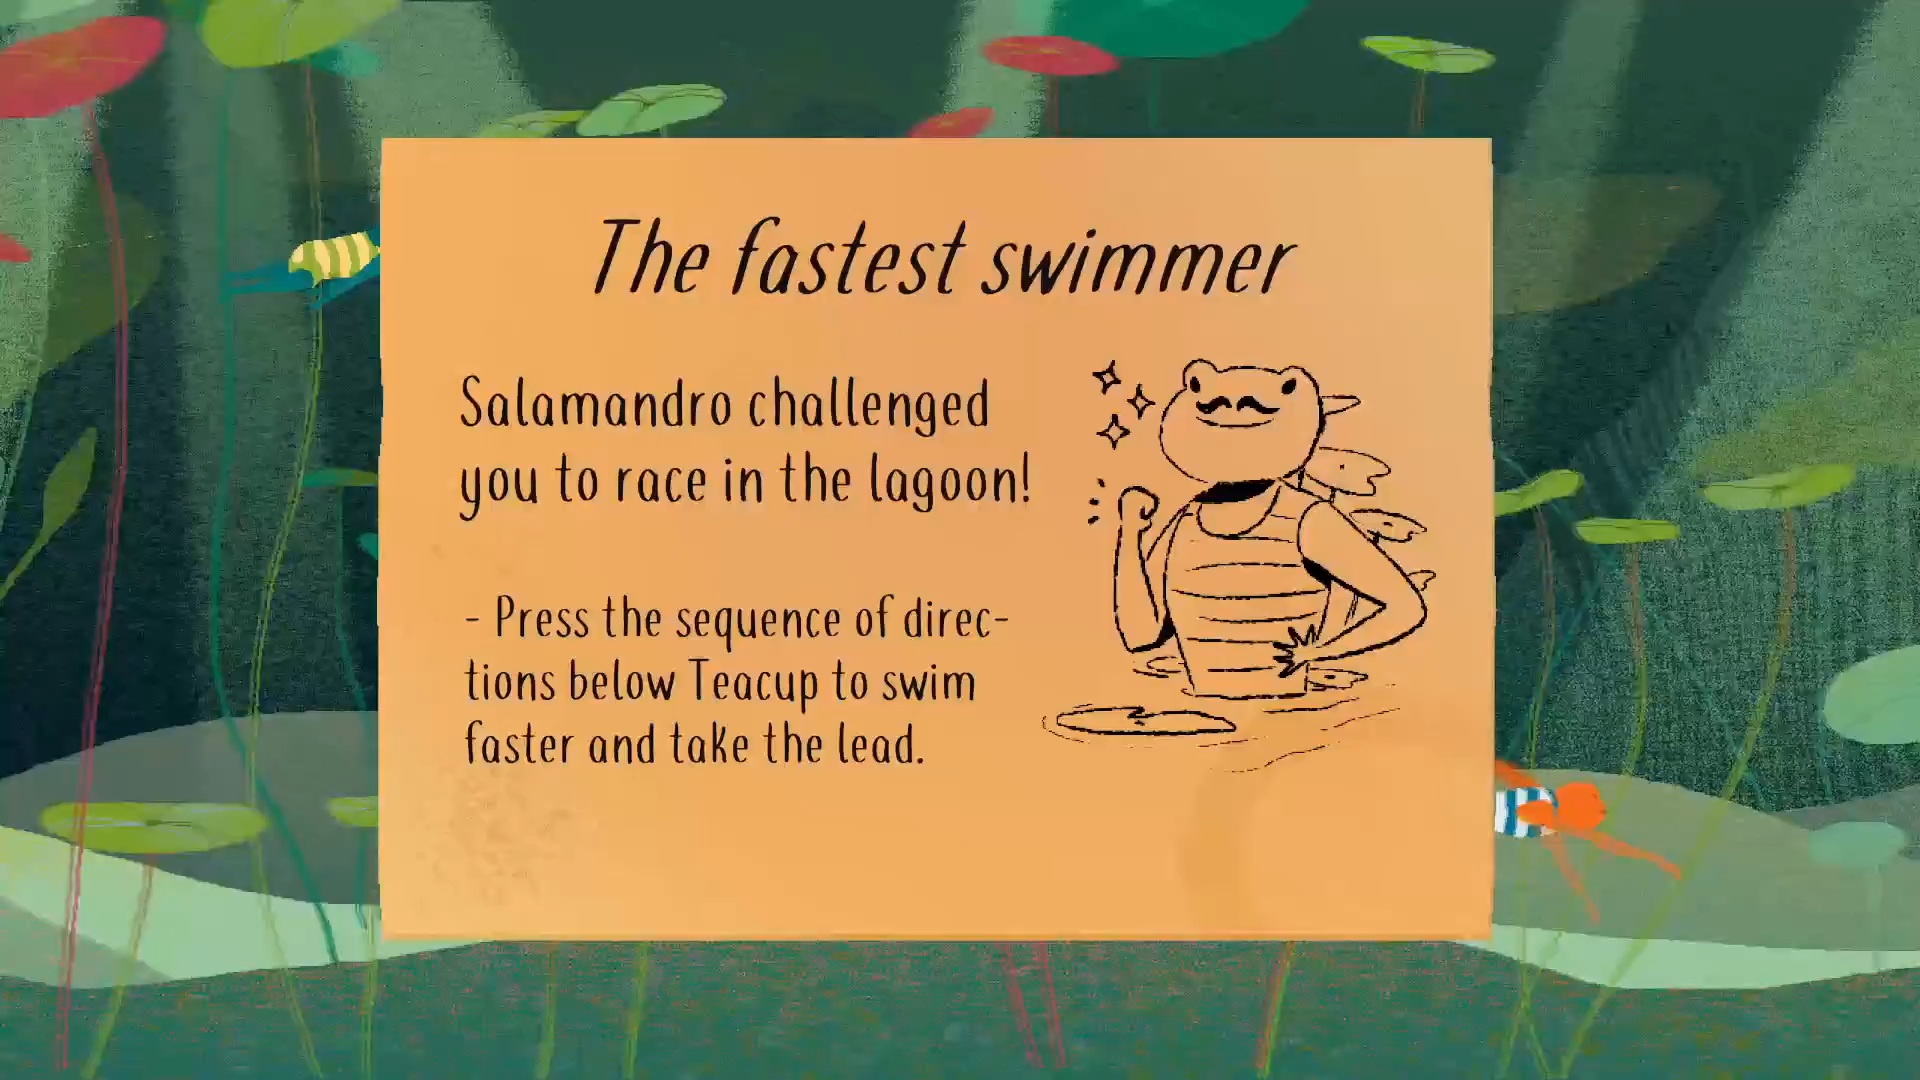 The fastest swimmer
Salamandro challenged
you to race in the lagoon!
- Press the sequence of direc-
tions below Teacup to swim
faster and take the lead.